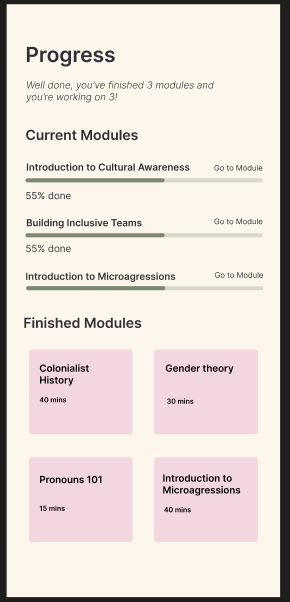 Progress
Well done, you've finished 3 modules and
you're working on 3!
Current Modules
Introduction to Cultural Awareness Go to Module
55% done
Building Inclusive Teams Go to Module
55% done
Introduction to Microagressions Go to Module
Finished Modules
Colonialist
History
40 mins
Gender theory
30 mins
Pronouns 101
15 mins
Introduction to
Microagressions
40 mins